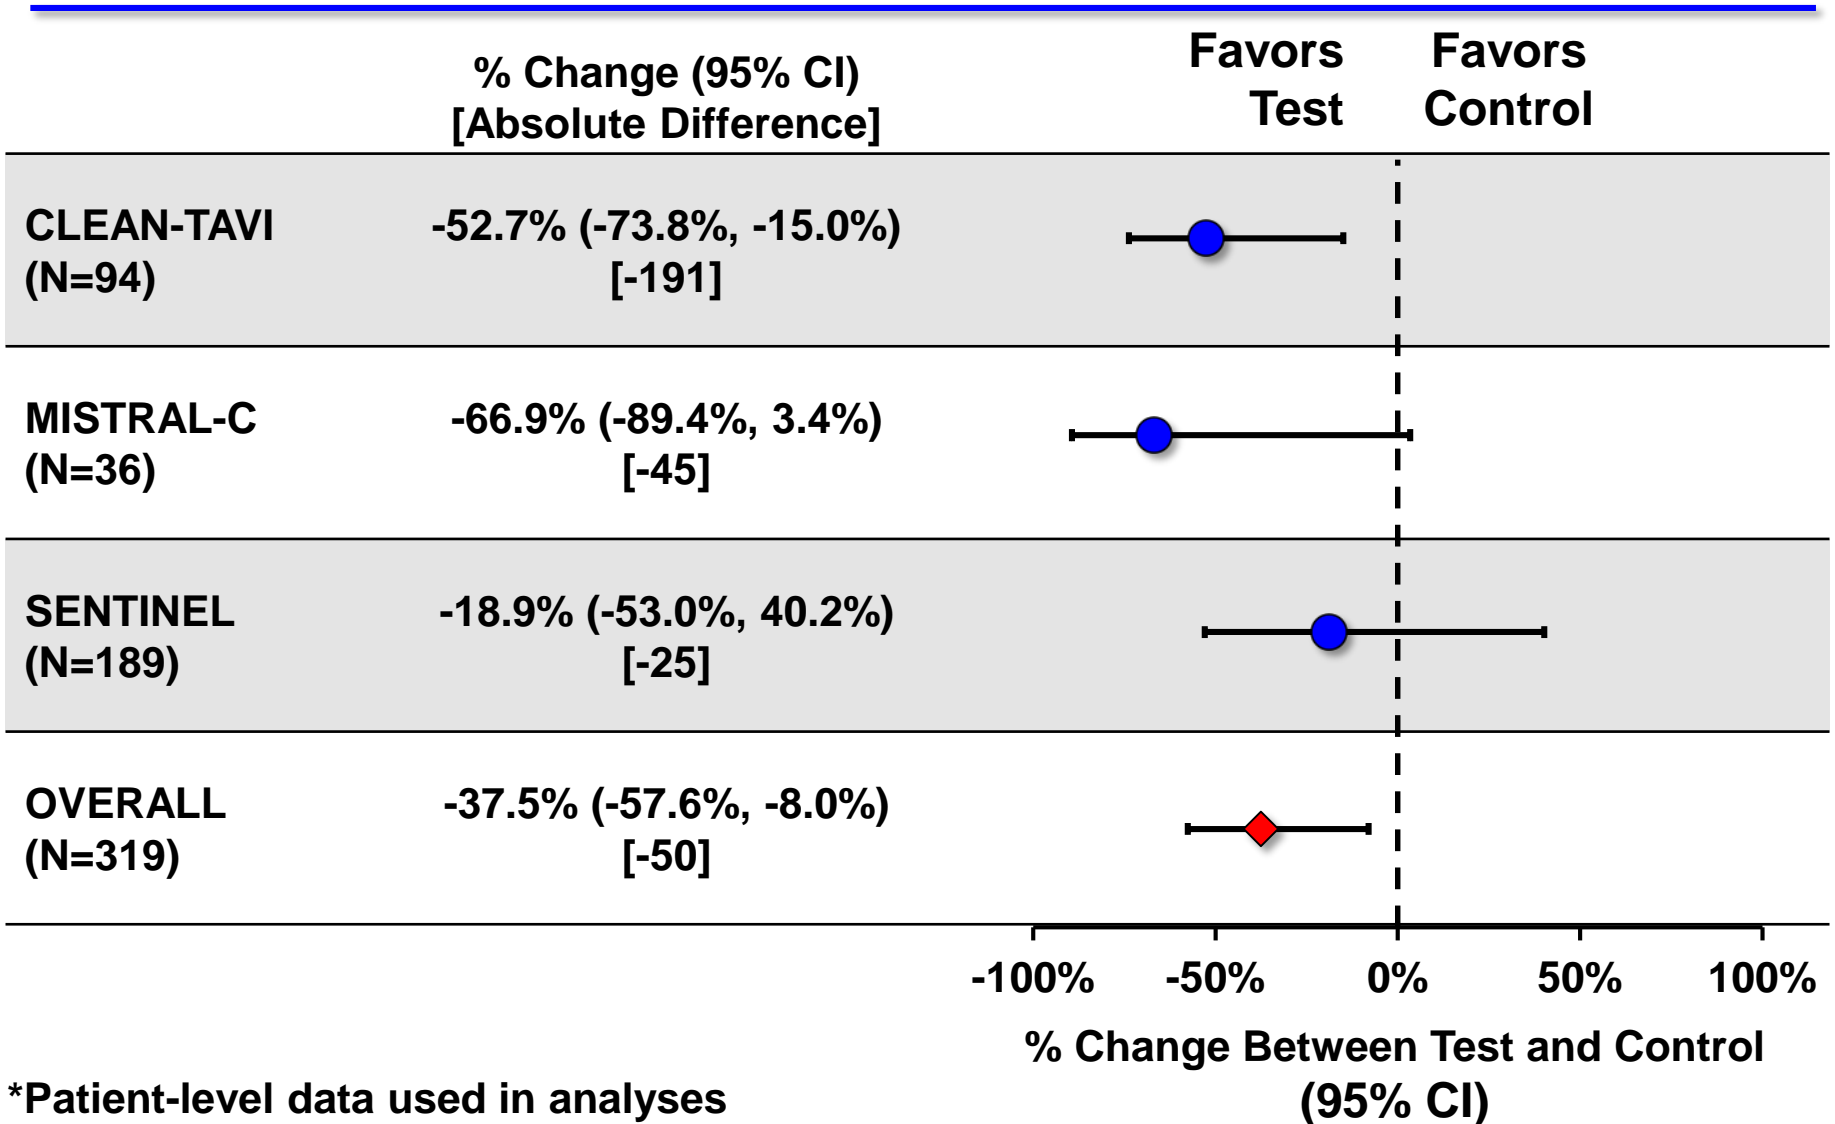 % Change (95% CI)
[Absolute Difference]
Favors
Test
Favors
Control
CLEAN-TAVI
(N=94)
-52.7% (-73.8%, -15.0%)
[-191]
MISTRAL-C
(N=36)
-66.9% (-89.4%, 3.4%)
[-45]
SENTINEL
(N=189)
-18.9% (-53.0%, 40.2%)
[-25]
OVERALL
(N=319)
-37.5% (-57.6%, -8.0%)
[-50]
-100% -50% 0% 50% 100%
% Change Between Test and Control
(95% CI)
*Patient-level data used in analyses